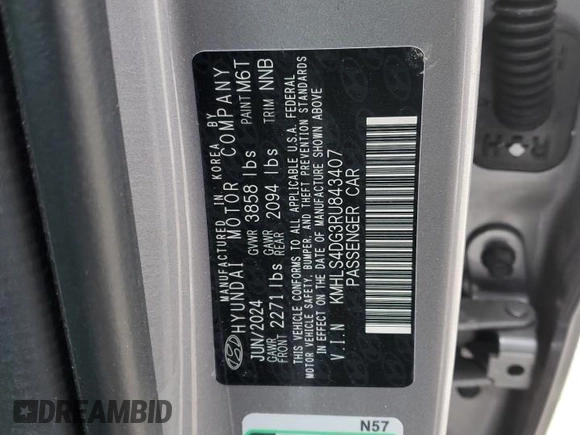 MANUFACTURED IN KOREA BY
HYUNDAI MOTOR COMPANY
JUN/2024 GVWR 3858 lbs PAINT M6T
GAWR FRONT 2271 lbs GAWR REAR 2094 lbs TRIM NNB
THIS VEHICLE CONFORMS TO ALL APPLICABLE U.S.A. FEDERAL
MOTOR VEHICLE SAFETY, BUMPER, AND THEFT PREVENTION STANDARDS
IN EFFECT ON THE DATE OF MANUFACTURE SHOWN ABOVE
V.I.N KMHLS4DG3RU843407
PASSENGER CAR
R-H
N57
DREAMBID